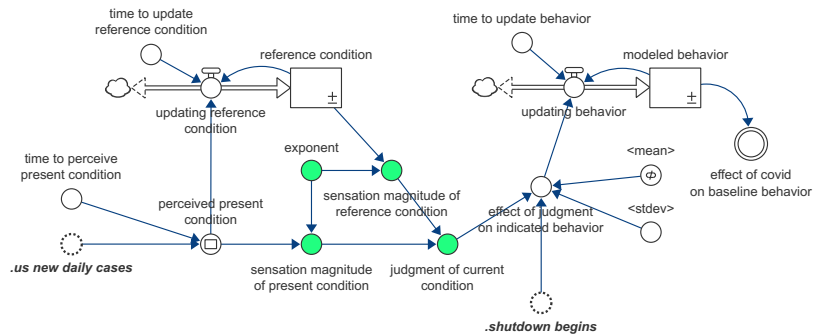 time to update
reference condition
reference condition
updating reference
condition
time to update behavior
modeled behavior
updating behavior
effect of covid
on baseline behavior
time to perceive
present condition
exponent
sensation magnitude of
reference condition
<mean>
perceived present
condition
effect of judgment
on indicated behavior
<stdev>
.us new daily cases
sensation magnitude
of present condition
judgment of current
condition
.shutdown begins